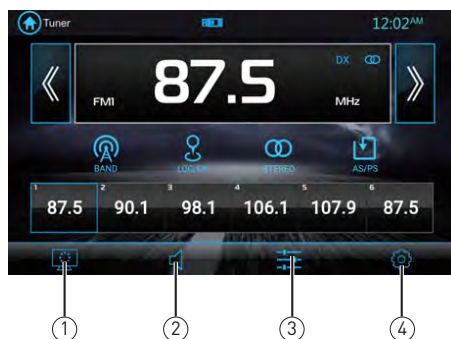 Tuner 12:02AM
DX
87.5
FM1 MHz
BAND LOC/DX STEREO AS/PS
1 2 3 4 5 6
87.5 90.1 98.1 106.1 107.9 87.5
1 2 3 4